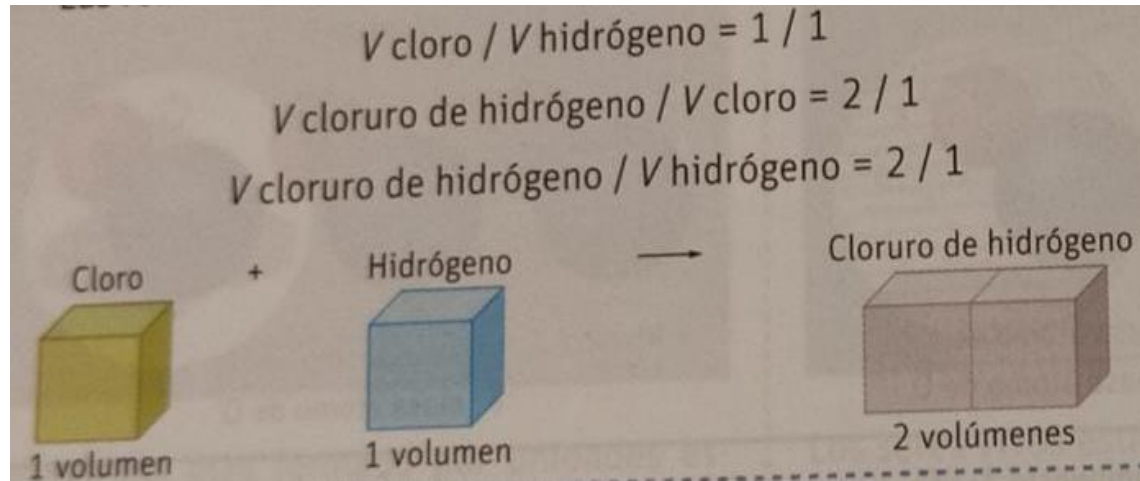 V cloro / V hidrógeno = 1 / 1
V cloruro de hidrógeno / V cloro = 2 / 1
V cloruro de hidrógeno / V hidrógeno = 2 / 1
Cloro + Hidrógeno → Cloruro de hidrógeno
1 volumen 1 volumen 2 volúmenes